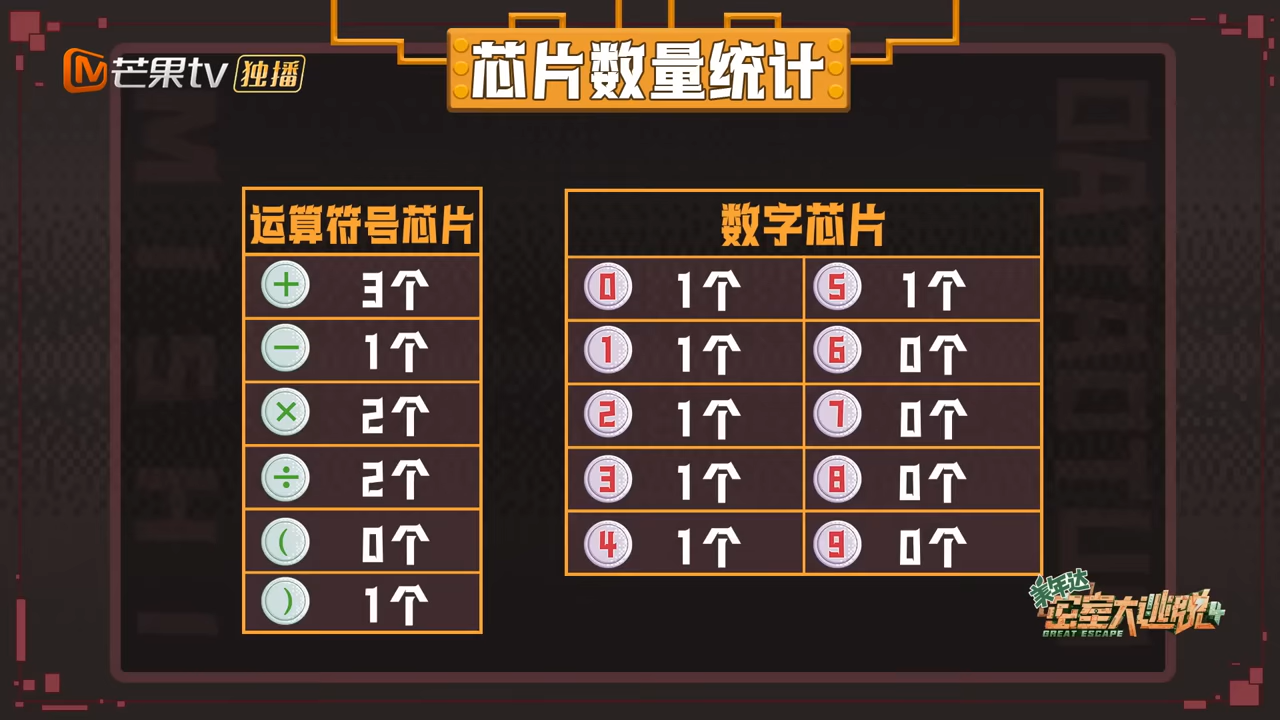 芯片数量统计
芒果tv 独播
运算符号芯片
+ 3个
− 1个
× 2个
÷ 2个
( 0个
) 1个
数字芯片
0 1个 5 1个
1 1个 6 0个
2 1个 7 0个
3 1个 8 0个
4 1个 9 0个
美年达
密室大逃脱4
GREAT ESCAPE